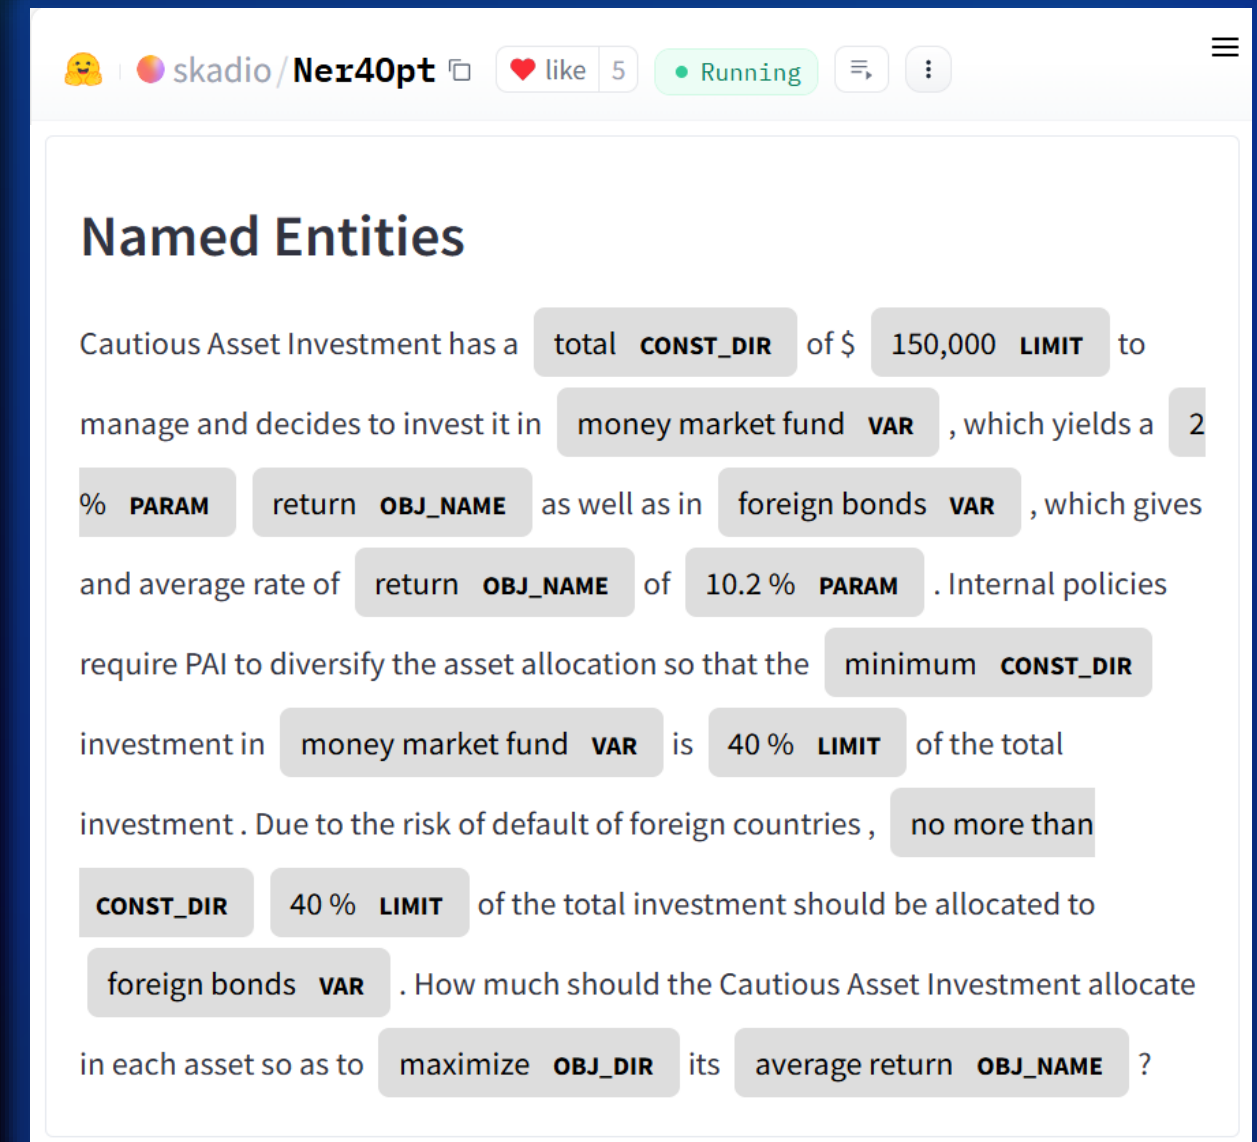 skadio/Ner4Opt like 5 Running
Named Entities
Cautious Asset Investment has a total CONST_DIR of $ 150,000 LIMIT to
manage and decides to invest it in money market fund VAR , which yields a 2
% PARAM return OBJ_NAME as well as in foreign bonds VAR , which gives
and average rate of return OBJ_NAME of 10.2 % PARAM . Internal policies
require PAI to diversify the asset allocation so that the minimum CONST_DIR
investment in money market fund VAR is 40 % LIMIT of the total
investment . Due to the risk of default of foreign countries , no more than
CONST_DIR 40 % LIMIT of the total investment should be allocated to
foreign bonds VAR . How much should the Cautious Asset Investment allocate
in each asset so as to maximize OBJ_DIR its average return OBJ_NAME ?